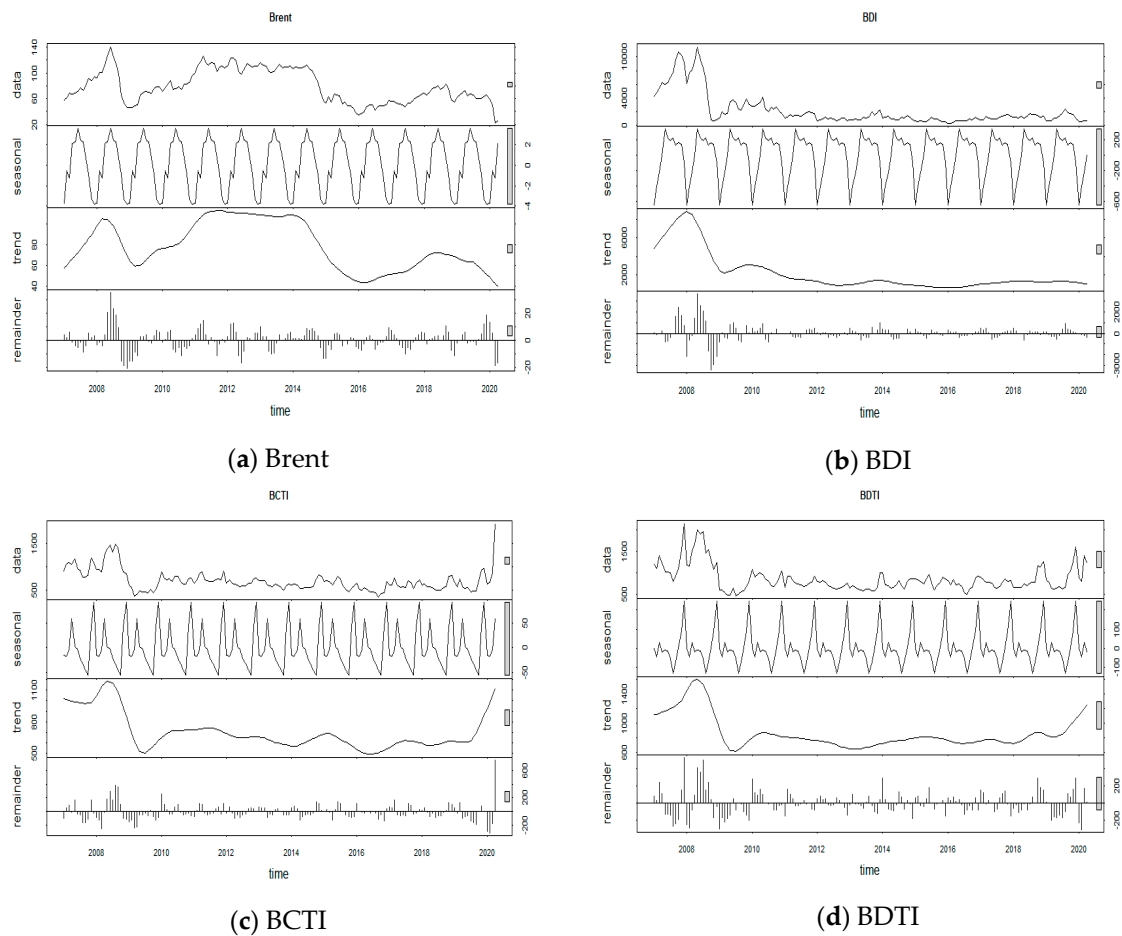 Brent
data
20 60 100 140
seasonal
-4 -2 0 2
trend
40 60 80
remainder
-20 0 20
2008 2010 2012 2014 2016 2018 2020
time
(a) Brent
BDI
data
0 4000 10000
seasonal
-600 -200 200
trend
2000 6000
remainder
-3000 0 2000
2008 2010 2012 2014 2016 2018 2020
time
(b) BDI
BCTI
data
500 1500
seasonal
-50 0 50
trend
500 800 1100
remainder
-200 200 600
2008 2010 2012 2014 2016 2018 2020
time
(c) BCTI
BDTI
data
500 1500
seasonal
-100 0 100
trend
600 1000 1400
remainder
-200 200
2008 2010 2012 2014 2016 2018 2020
time
(d) BDTI